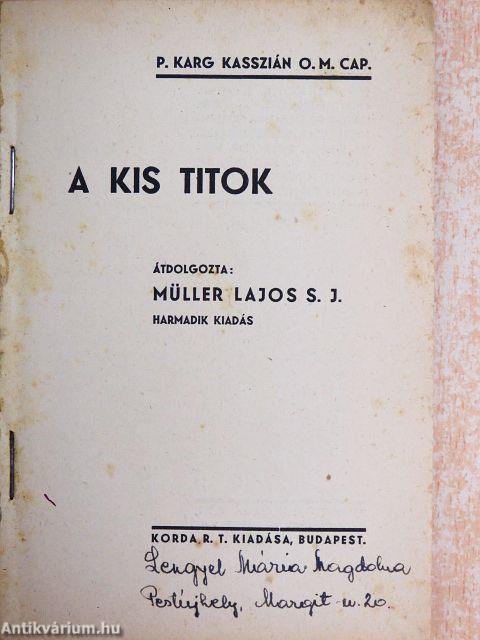 P. KARG KASSZIÁN O. M. CAP.
A KIS TITOK
ÁTDOLGOZTA:
MÜLLER LAJOS S. J.
HARMADIK KIADÁS
KORDA R. T. KIADÁSA, BUDAPEST.
Lengyel Mária Magdolna
Pestújhely, Margit-u. 20.
Antikvárium.hu